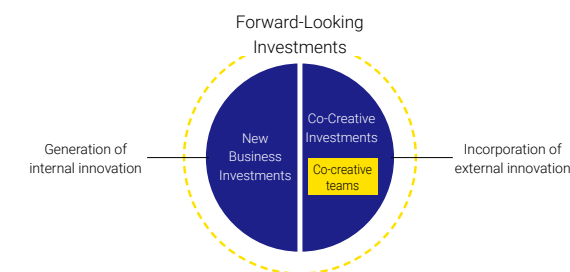 Forward-Looking
Investments
Co-Creative
Investments
New
Business
Investments
Co-creative
teams
Generation of
internal innovation
Incorporation of
external innovation